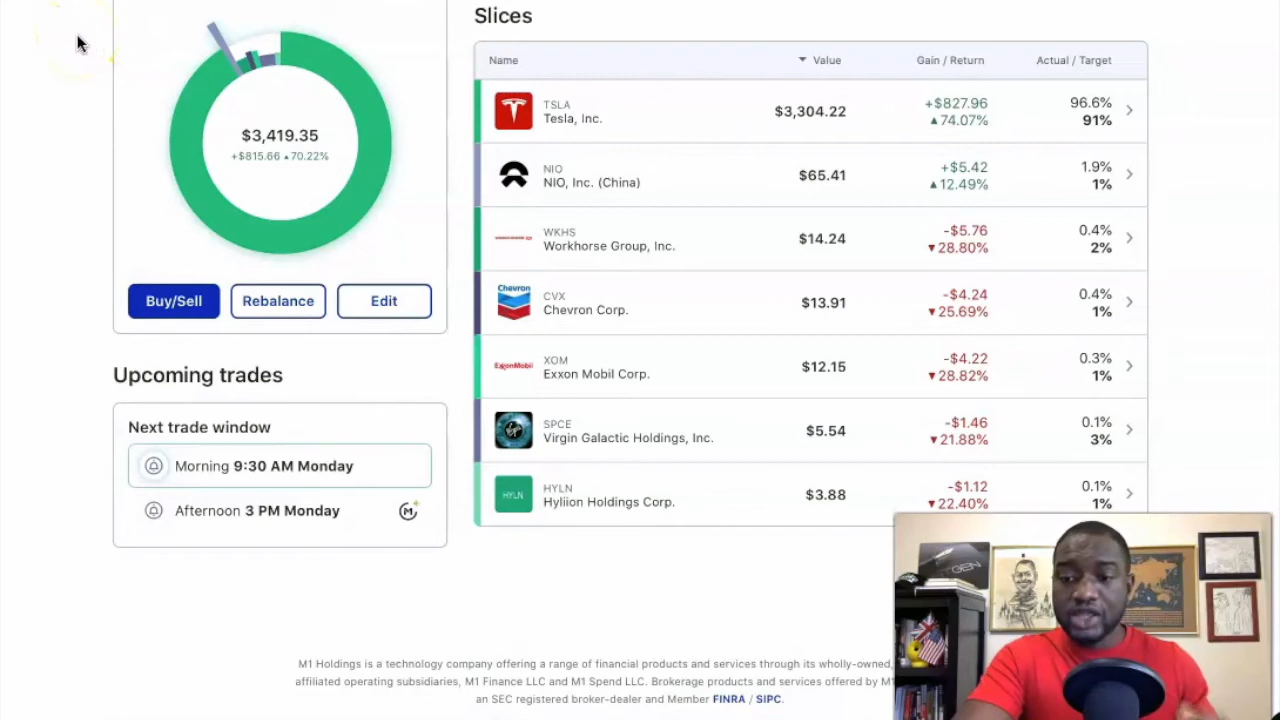 $3,419.35
+$815.66 ▲70.22%
Buy/Sell
Rebalance
Edit
Upcoming trades
Next trade window
Morning 9:30 AM Monday
Afternoon 3 PM Monday
Slices
Name
Value
Gain / Return
Actual / Target
TSLA
Tesla, Inc.
$3,304.22
+$827.96
▲74.07%
96.6%
91%
NIO
NIO, Inc. (China)
$65.41
+$5.42
▲12.49%
1.9%
1%
WKHS
Workhorse Group, Inc.
$14.24
-$5.76
▼28.80%
0.4%
2%
Chevron
CVX
Chevron Corp.
$13.91
-$4.24
▼25.69%
0.4%
1%
ExxonMobil
XOM
Exxon Mobil Corp.
$12.15
-$4.22
▼28.82%
0.3%
1%
SPCE
Virgin Galactic Holdings, Inc.
$5.54
-$1.46
▼21.88%
0.1%
3%
HYLN
HYLN
Hyliion Holdings Corp.
$3.88
-$1.12
▼22.40%
0.1%
1%
M1 Holdings is a technology company offering a range of financial products and services through its wholly-owned,
affiliated operating subsidiaries, M1 Finance LLC and M1 Spend LLC. Brokerage products and services offered by M1
an SEC registered broker-dealer and Member FINRA / SIPC.